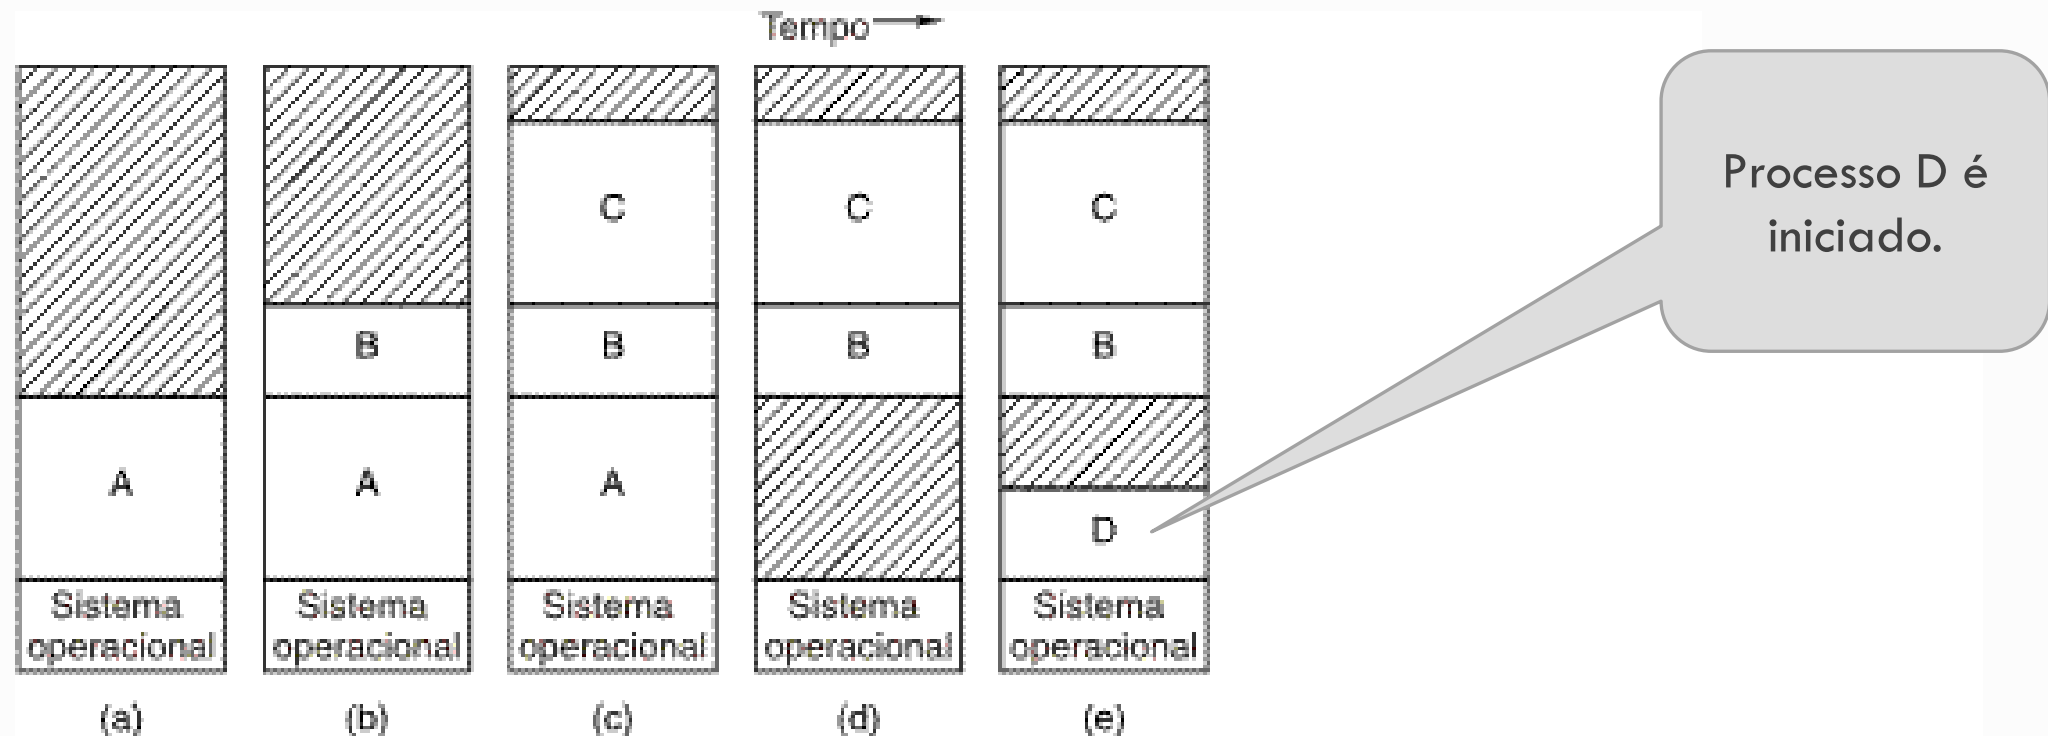 Tempo
A
Sistema
operacional
(a)
B
A
Sistema
operacional
(b)
C
B
A
Sistema
operacional
(c)
C
B
Sistema
operacional
(d)
C
B
D
Sistema
operacional
(e)
Processo D é
iniciado.